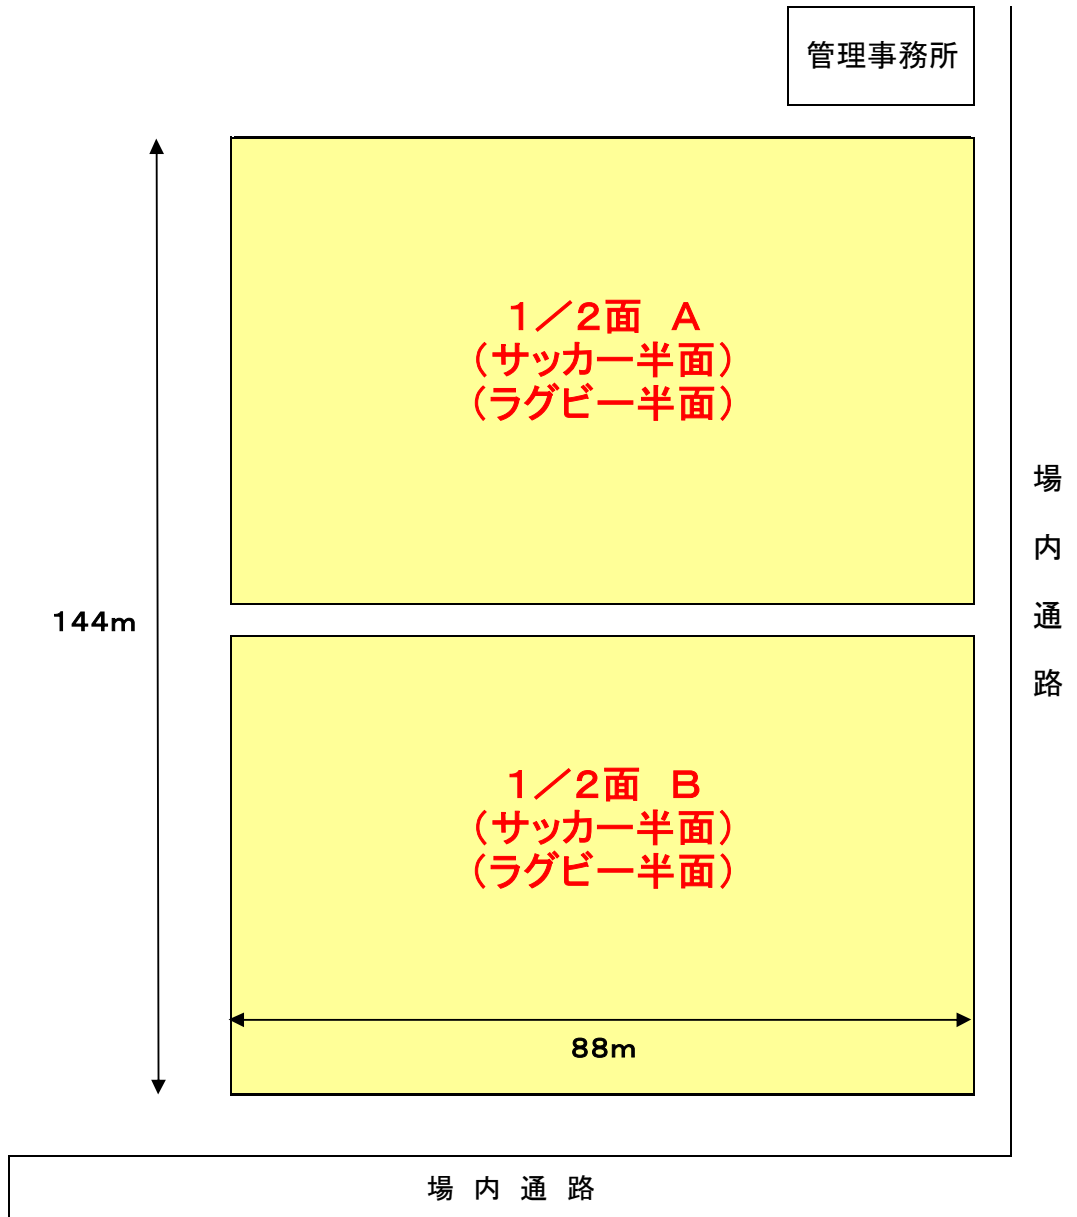 管理事務所
１／２面　Ａ
（サッカー半面）
（ラグビー半面）
場内通路
144m
１／２面　Ｂ
（サッカー半面）
（ラグビー半面）
88m
場 内 通 路